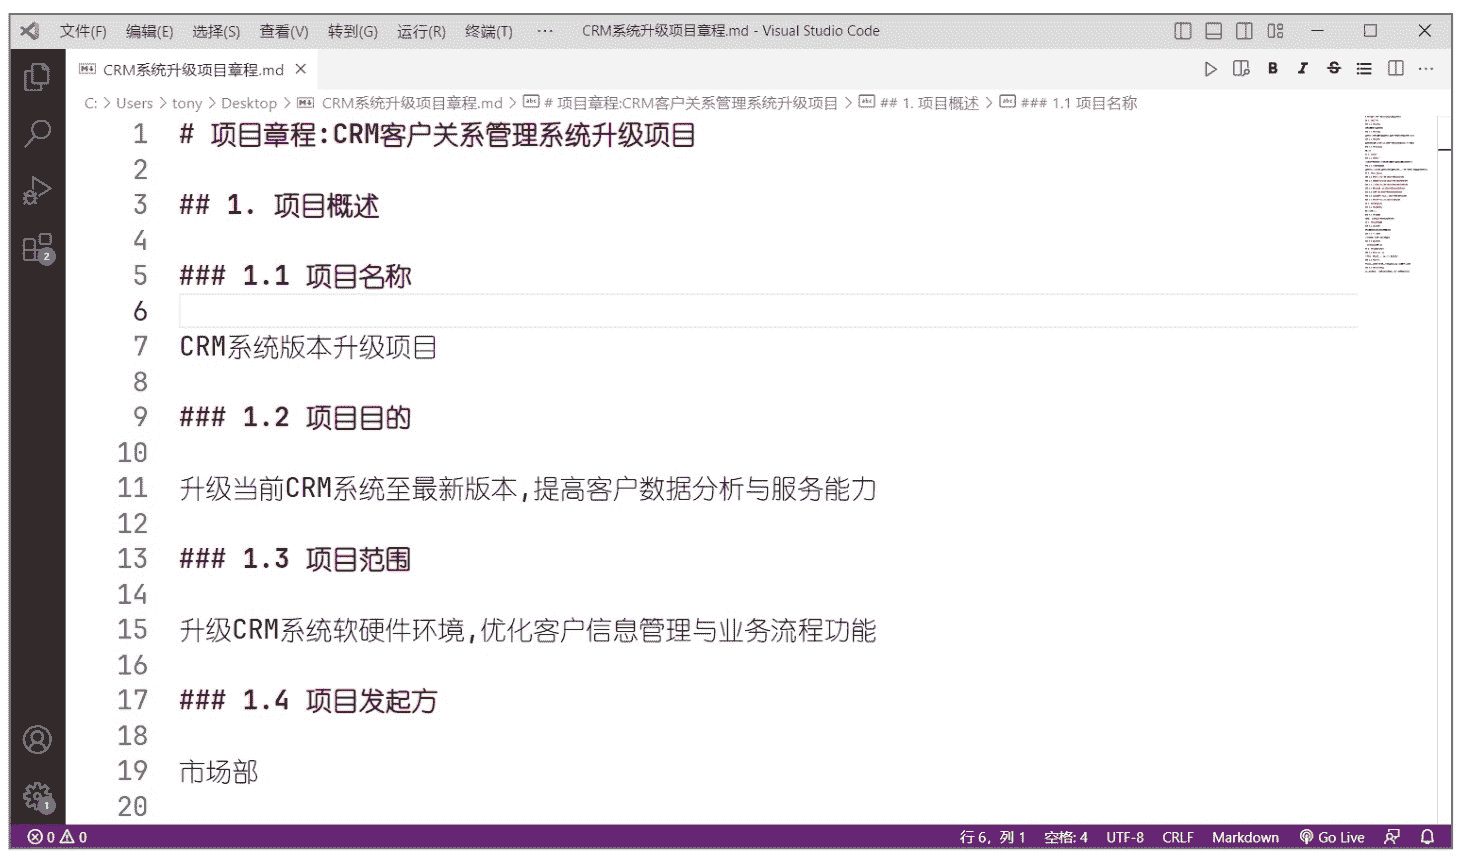 文件(F) 编辑(E) 选择(S) 查看(V) 转到(G) 运行(R) 终端(T) ··· CRM系统升级项目章程.md - Visual Studio Code
CRM系统升级项目章程.md
C: > Users > tony > Desktop > CRM系统升级项目章程.md > # 项目章程:CRM客户关系管理系统升级项目 > ## 1. 项目概述 > ### 1.1 项目名称
1 # 项目章程:CRM客户关系管理系统升级项目
2
3 ## 1. 项目概述
4
5 ### 1.1 项目名称
6
7 CRM系统版本升级项目
8
9 ### 1.2 项目目的
10
11 升级当前CRM系统至最新版本,提高客户数据分析与服务能力
12
13 ### 1.3 项目范围
14
15 升级CRM系统软硬件环境,优化客户信息管理与业务流程功能
16
17 ### 1.4 项目发起方
18
19 市场部
20
2
1
0 0 行 6, 列 1 空格: 4 UTF-8 CRLF Markdown Go Live